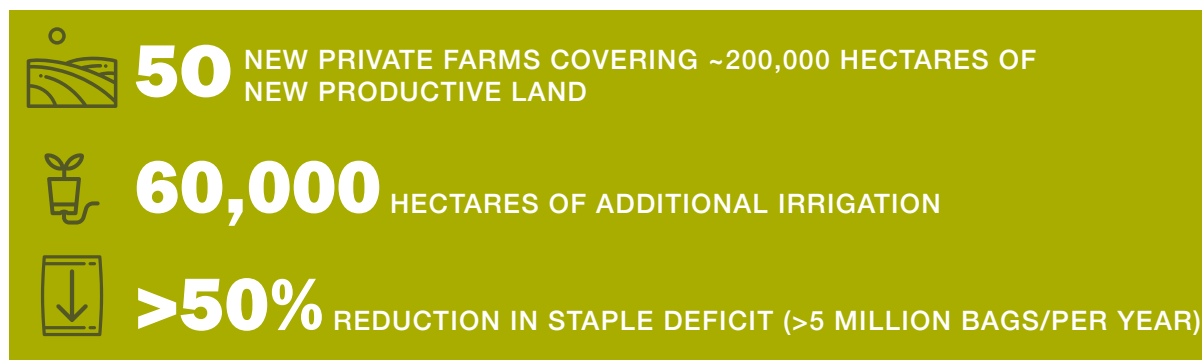 50 NEW PRIVATE FARMS COVERING ~200,000 HECTARES OF
NEW PRODUCTIVE LAND
60,000 HECTARES OF ADDITIONAL IRRIGATION
>50% REDUCTION IN STAPLE DEFICIT (>5 MILLION BAGS/PER YEAR)